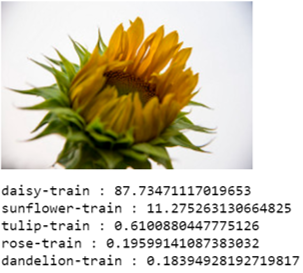 daisy-train : 87.73471117019653
sunflower-train : 11.275263130664825
tulip-train : 0.6100880447775126
rose-train : 0.19599141087383032
dandelion-train : 0.18394928192719817